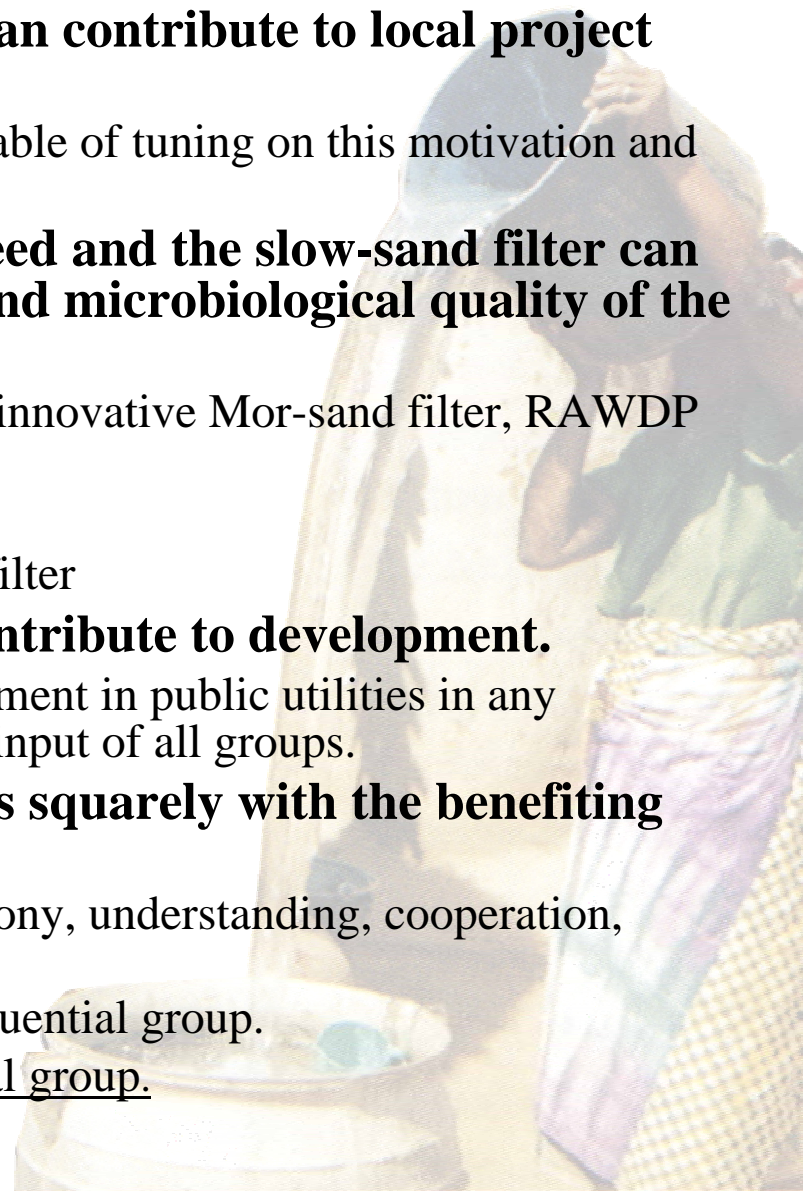 an contribute to local project
able of tuning on this motivation and
eed and the slow-sand filter can
nd microbiological quality of the
innovative Mor-sand filter, RAWDP
ilter
ntribute to development.
ment in public utilities in any
input of all groups.
s squarely with the benefiting
ony, understanding, cooperation,
uential group.
al group.